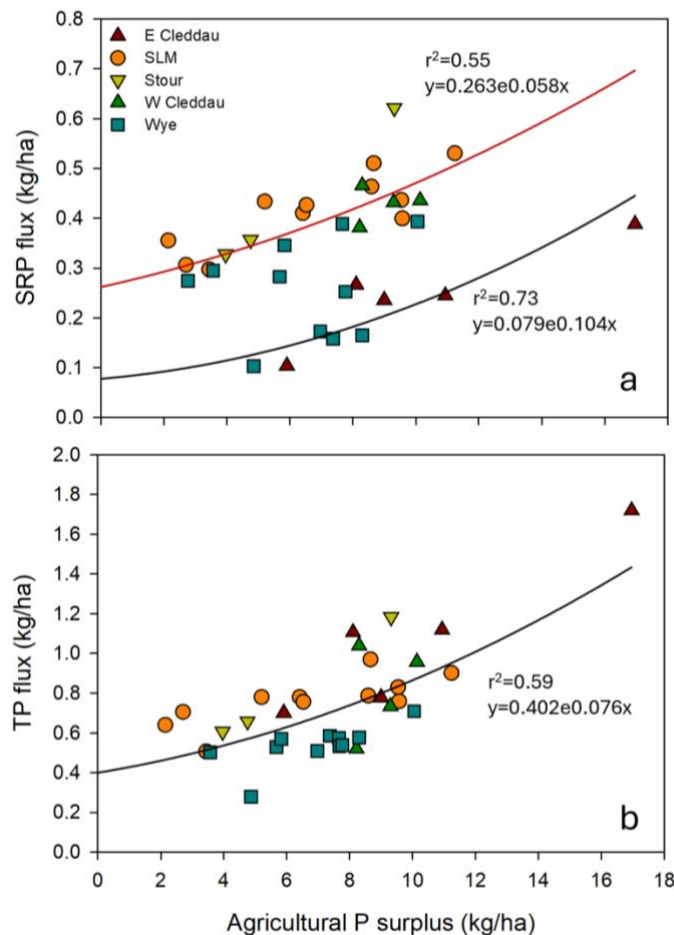 0.8
0.7
0.6
0.5
0.4
0.3
0.2
0.1
0.0
SRP flux (kg/ha)
E Cleddau
SLM
Stour
W Cleddau
Wye
r²=0.55
y=0.263e0.058x
r²=0.73
y=0.079e0.104x
a
2.0
1.8
1.6
1.4
1.2
1.0
0.8
0.6
0.4
0.2
0.0
TP flux (kg/ha)
r²=0.59
y=0.402e0.076x
b
0 2 4 6 8 10 12 14 16 18
Agricultural P surplus (kg/ha)